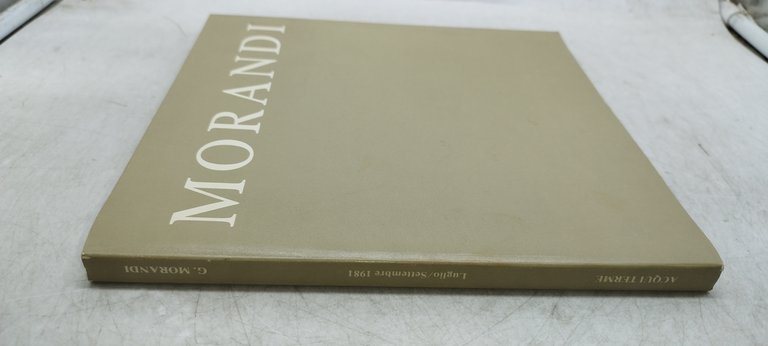 MORANDI
G. MORANDI
Luglio/Settembre 1981
ACQUI TERME